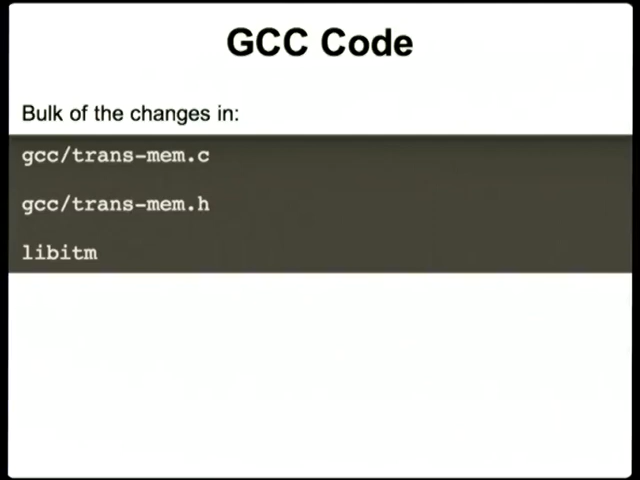 GCC Code
Bulk of the changes in:
gcc/trans-mem.c
gcc/trans-mem.h
libitm